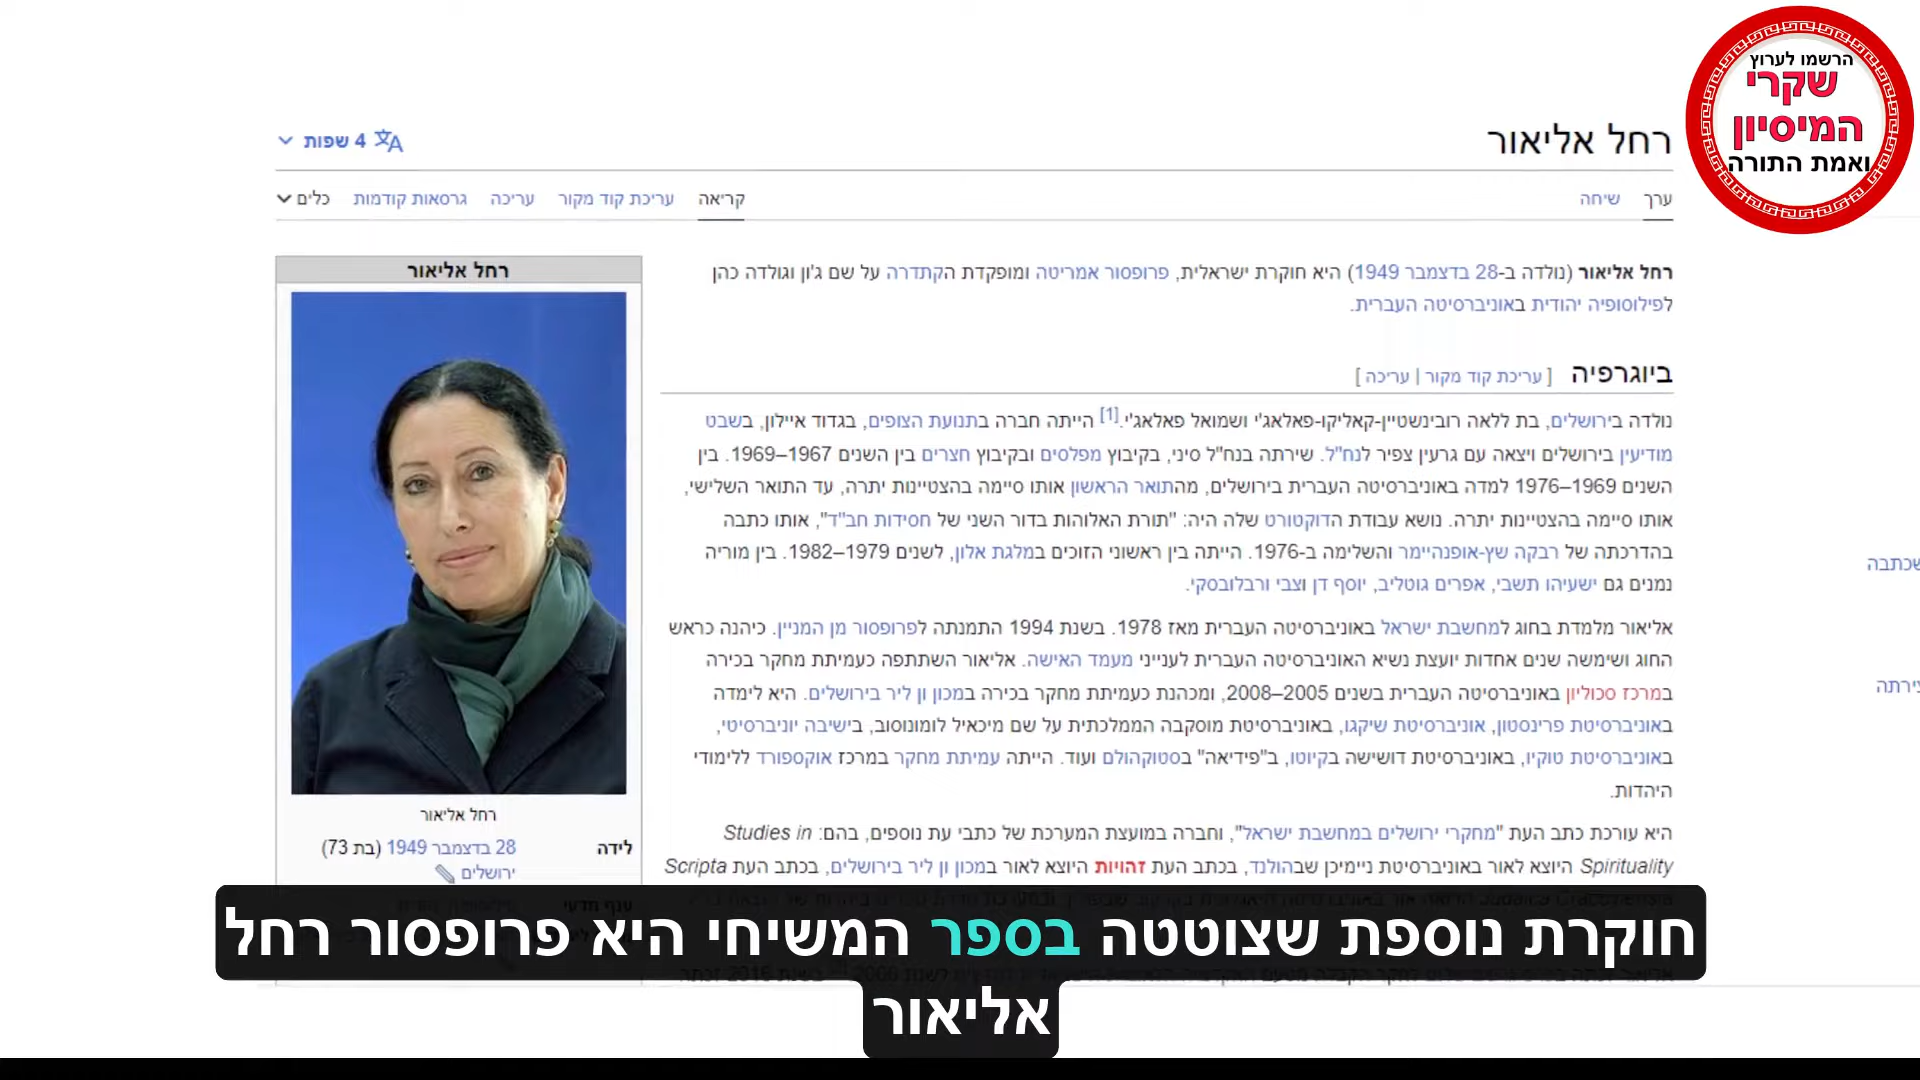 הרשמו לערוץ
שקרי
המיסיון
ואמת התורה
רחל אליאור
4 שפות
ערך שיחה
קריאה עריכת קוד מקור עריכה גרסאות קודמות כלים
רחל אליאור (נולדה ב-28 בדצמבר 1949) היא חוקרת ישראלית, פרופסור אמריטה ומופקדת הקתדרה על שם ג'ון וגולדה כהן
לפילוסופיה יהודית באוניברסיטה העברית.
ביוגרפיה [ עריכת קוד מקור | עריכה ]
נולדה בירושלים, בת ללאה רובינשטיין-קאליקו-פאלאג'י ושמואל פאלאג'י.[1] הייתה חברה בתנועת הצופים, בגדוד איילון, בשבט
מודיעין בירושלים ויצאה עם גרעין צפיר לנח"ל. שירתה בנח"ל סיני, בקיבוץ מפלסים ובקיבוץ חצרים בין השנים 1967–1969. בין
השנים 1969–1976 למדה באוניברסיטה העברית בירושלים, מהתואר הראשון אותו סיימה בהצטיינות יתרה, עד התואר השלישי,
אותו סיימה בהצטיינות יתרה. נושא עבודת הדוקטורט שלה היה: "תורת האלוהות בדור השני של חסידות חב"ד", אותו כתבה
בהדרכתה של רבקה שץ-אופנהיימר והשלימה ב-1976. הייתה בין ראשוני הזוכים במלגת אלון, לשנים 1979–1982. בין מוריה
נמנים גם ישעיהו תשבי, אפרים גוטליב, יוסף דן וצבי ורבלובסקי.
אליאור מלמדת בחוג למחשבת ישראל באוניברסיטה העברית מאז 1978. בשנת 1994 התמנתה לפרופסור מן המניין. כיהנה כראש
החוג ושימשה שנים אחדות יועצת נשיא האוניברסיטה העברית לענייני מעמד האישה. אליאור השתתפה כעמיתת מחקר בכירה
במרכז סכוליון באוניברסיטה העברית בשנים 2005–2008, ומכהנת כעמיתת מחקר בכירה במכון ון ליר בירושלים. היא לימדה
באוניברסיטת פרינסטון, אוניברסיטת שיקגו, באוניברסיטת מוסקבה הממלכתית על שם מיכאיל לומונוסוב, בישיבה יוניברסיטי,
באוניברסיטת טוקיו, באוניברסיטת דושישה בקיוטו, ב"פידיאה" בסטוקהולם ועוד. הייתה עמיתת מחקר במרכז אוקספורד ללימודי
היהדות.
היא עורכת כתב העת "מחקרי ירושלים במחשבת ישראל", וחברה במועצת המערכת של כתבי עת נוספים, בהם: Studies in
Spirituality היוצא לאור באוניברסיטת ניימיכן שבהולנד, בכתב העת זהויות היוצא לאור במכון ון ליר בירושלים, בכתב העת Scripta
רחל אליאור
רחל אליאור
לידה 28 בדצמבר 1949 (בת 73)
ירושלים
שכתבה
חוקרת נוספת שצוטטה בספר המשיחי היא פרופסור רחל
אליאור